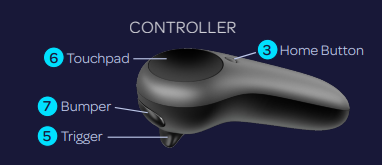 CONTROLLER
3 Home Button
6 Touchpad
7 Bumper
5 Trigger